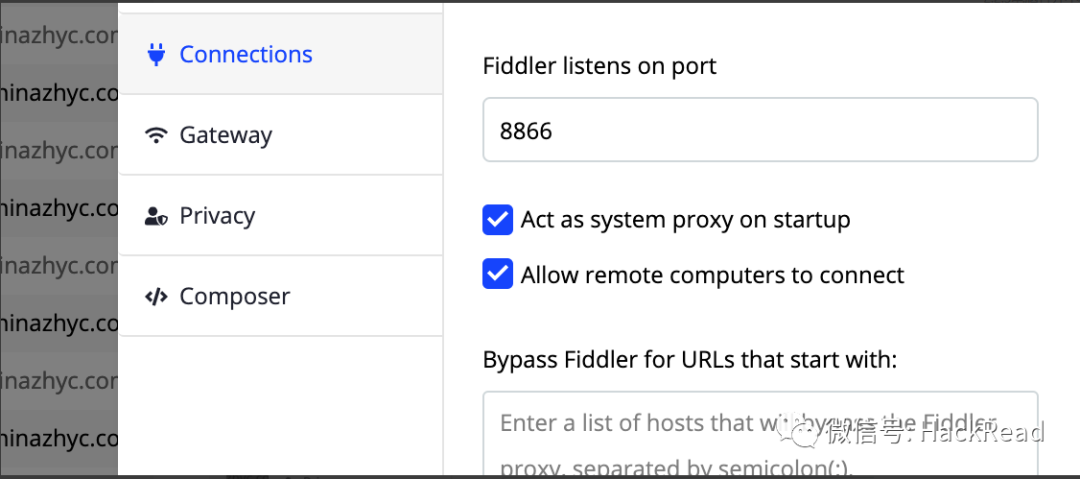 inazhyc.con
hinazhyc.co
inazhyc.con
hinazhyc.co
inazhyc.con
hinazhyc.co
inazhyc.con
hinazhyc.co
Connections
Gateway
Privacy
Composer
Fiddler listens on port
8866
Act as system proxy on startup
Allow remote computers to connect
Bypass Fiddler for URLs that start with:
Enter a list of hosts that will bypass the Fiddler
proxy, separated by semicolon(;).
微信号: HackRead